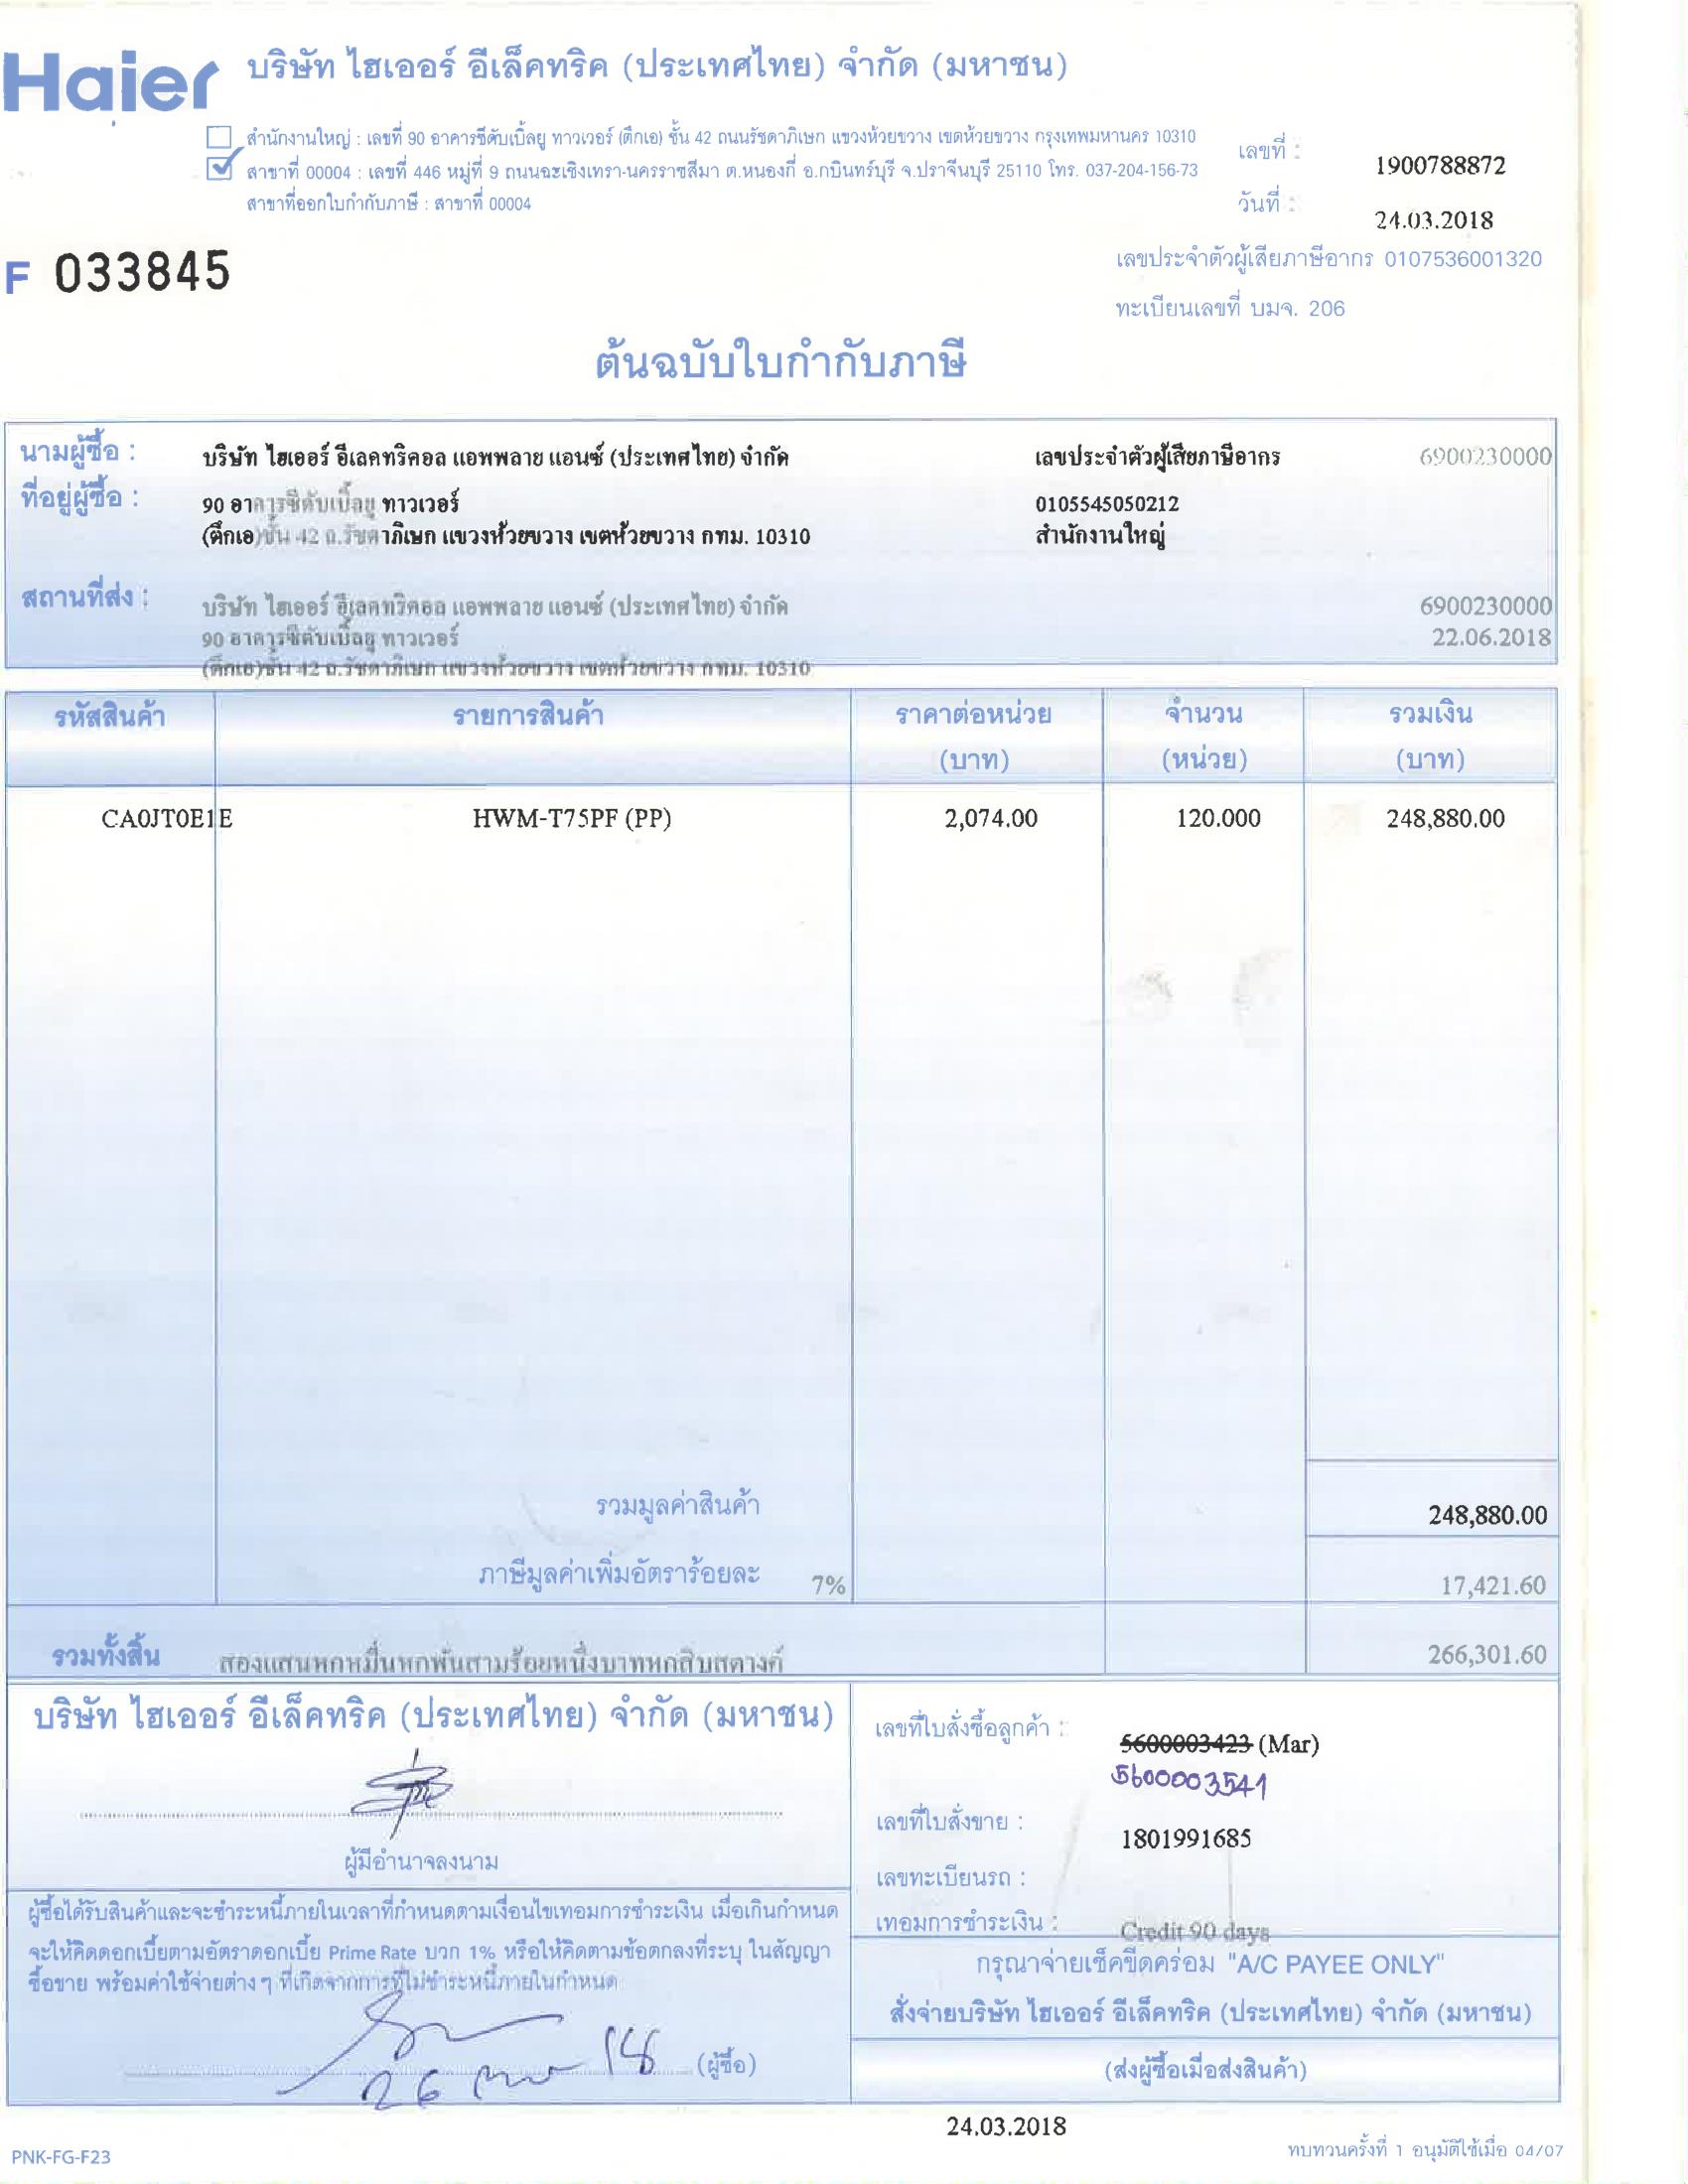 Haier บริษัท ไฮเออร์ อีเล็คทริค (ประเทศไทย) จำกัด (มหาชน)
สำนักงานใหญ่ : เลขที่ 90 อาคารซีดับเบิ้ลยู ทาวเวอร์ (ตึกเอ) ชั้น 42 ถนนรัชดาภิเษก แขวงห้วยขวาง เขตห้วยขวาง กรุงเทพมหานคร 10310
เลขที่ : 1900788872
สาขาที่ 00004 : เลขที่ 446 หมู่ที่ 9 ถนนฉะเชิงเทรา-นครราชสีมา ต.หนองกี่ อ.กบินทร์บุรี จ.ปราจีนบุรี 25110 โทร. 037-204-156-73
สาขาที่ออกใบกำกับภาษี : สาขาที่ 00004
วันที่ : 24.03.2018
F 033845
เลขประจำตัวผู้เสียภาษีอากร 0107536001320
ทะเบียนเลขที่ บมจ. 206
ต้นฉบับใบกำกับภาษี
นามผู้ซื้อ : บริษัท ไฮเออร์ อีเลคทริคอล แอพพลาย แอนซ์ (ประเทศไทย) จำกัด เลขประจำตัวผู้เสียภาษีอากร 6900230000
ที่อยู่ผู้ซื้อ : 90 อาคารซีดับเบิ้ลยู ทาวเวอร์ 0105545050212
(ตึกเอ)ชั้น 42 ถ.รัชดาภิเษก แขวงห้วยขวาง เขตห้วยขวาง กทม. 10310 สำนักงานใหญ่
สถานที่ส่ง : บริษัท ไฮเออร์ อีเลคทริคอล แอพพลาย แอนซ์ (ประเทศไทย) จำกัด 6900230000
90 อาคารซีดับเบิ้ลยู ทาวเวอร์ 22.06.2018
(ตึกเอ)ชั้น 42 ถ.รัชดาภิเษก แขวงห้วยขวาง เขตห้วยขวาง กทม. 10310
รหัสสินค้า รายการสินค้า ราคาต่อหน่วย จำนวน รวมเงิน
(บาท) (หน่วย) (บาท)
CA0JT0E1E HWM-T75PF (PP) 2,074.00 120.000 248,880.00
รวมมูลค่าสินค้า 248,880.00
ภาษีมูลค่าเพิ่มอัตราร้อยละ 7% 17,421.60
รวมทั้งสิ้น สองแสนหกหมื่นหกพันสามร้อยหนึ่งบาทหกสิบสตางค์ 266,301.60
บริษัท ไฮเออร์ อีเล็คทริค (ประเทศไทย) จำกัด (มหาชน)
เลขที่ใบสั่งซื้อลูกค้า : 5600003423 (Mar)
5600003541
เลขที่ใบสั่งขาย : 1801991685
ผู้มีอำนาจลงนาม
เลขทะเบียนรถ :
เทอมการชำระเงิน : Credit 90 days
ผู้ซื้อได้รับสินค้าและจะชำระหนี้ภายในเวลาที่กำหนดตามเงื่อนไขเทอมการชำระเงิน เมื่อเกินกำหนด
จะให้คิดดอกเบี้ยตามอัตราดอกเบี้ย Prime Rate บวก 1% หรือให้คิดตามข้อตกลงที่ระบุ ในสัญญา
ซื้อขาย พร้อมค่าใช้จ่ายต่าง ๆ ที่เกิดจากการที่ไม่ชำระหนี้ภายในกำหนด
กรุณาจ่ายเช็คขีดคร่อม "A/C PAYEE ONLY"
สั่งจ่ายบริษัท ไฮเออร์ อีเล็คทริค (ประเทศไทย) จำกัด (มหาชน)
26 18 (ผู้ซื้อ)
(ส่งผู้ซื้อเมื่อส่งสินค้า)
24.03.2018
PNK-FG-F23
ทบทวนครั้งที่ 1 อนุมัติใช้เมื่อ 04/07